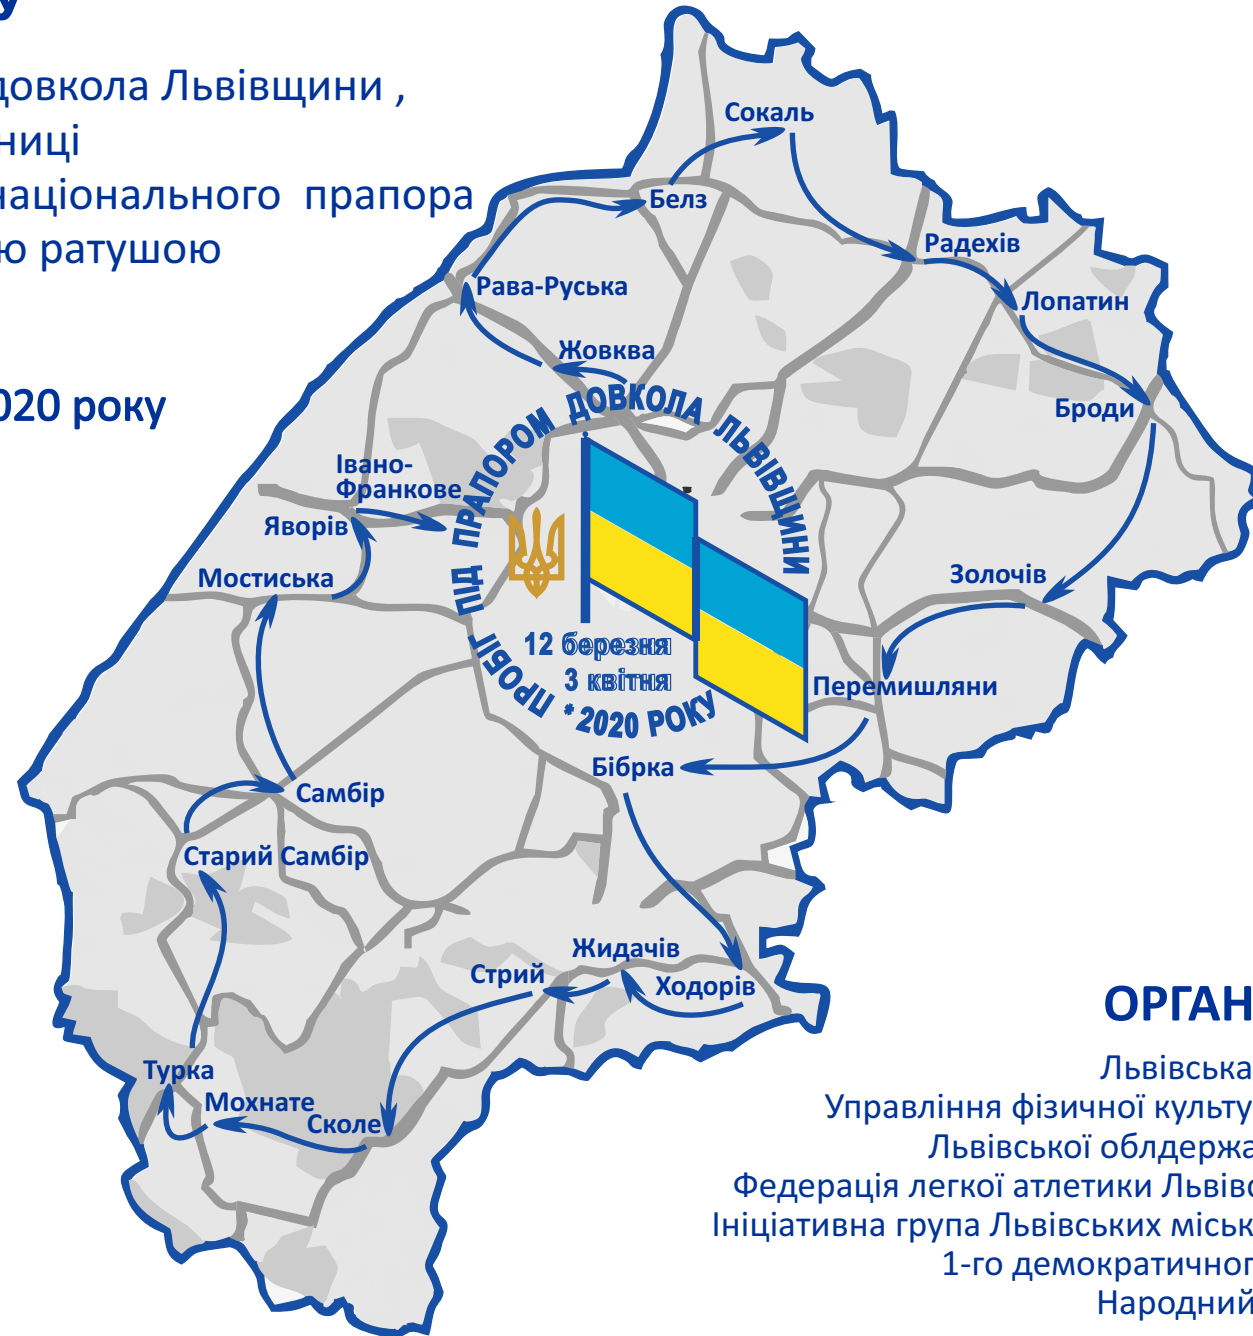 У
довкола Львівщини ,
ниці
національного прапора
ю ратушою
020 року
Сокаль
Белз
Радехів
Рава-Руська
Лопатин
Жовква
Броди
Івано-
Франкове
Яворів
Мостиська
Золочів
ПРОБІГ ПІД ПРАПОРОМ ДОВКОЛА ЛЬВІВЩИНИ
12 березня
3 квітня
* 2020 РОКУ
Перемишляни
Бібрка
Самбір
Старий Самбір
Жидачів
Стрий
Ходорів
Турка
Мохнате
Сколе
ОРГАН
Львівська
Управління фізичної культу
Львівської облдержа
Федерація легкої атлетики Львівс
Ініціативна група Львівських міськ
1-го демократичног
Народний